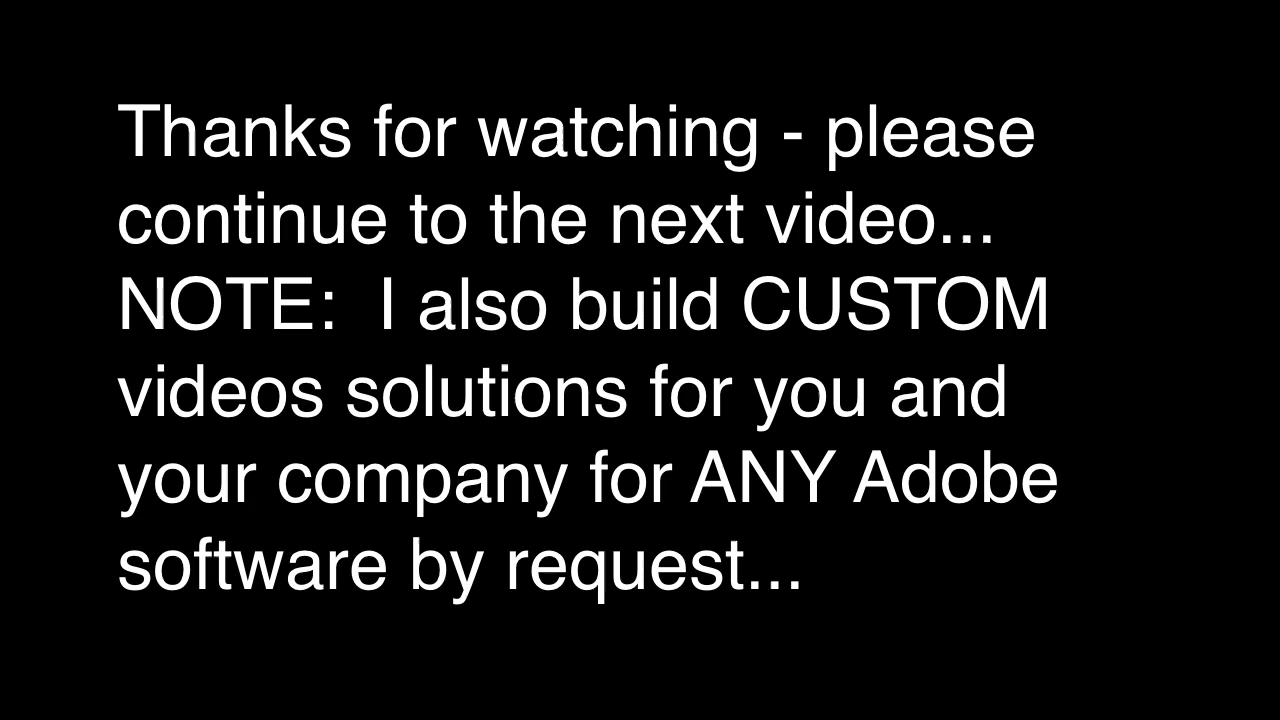 Thanks for watching - please
continue to the next video...
NOTE:  I also build CUSTOM
videos solutions for you and
your company for ANY Adobe
software by request...